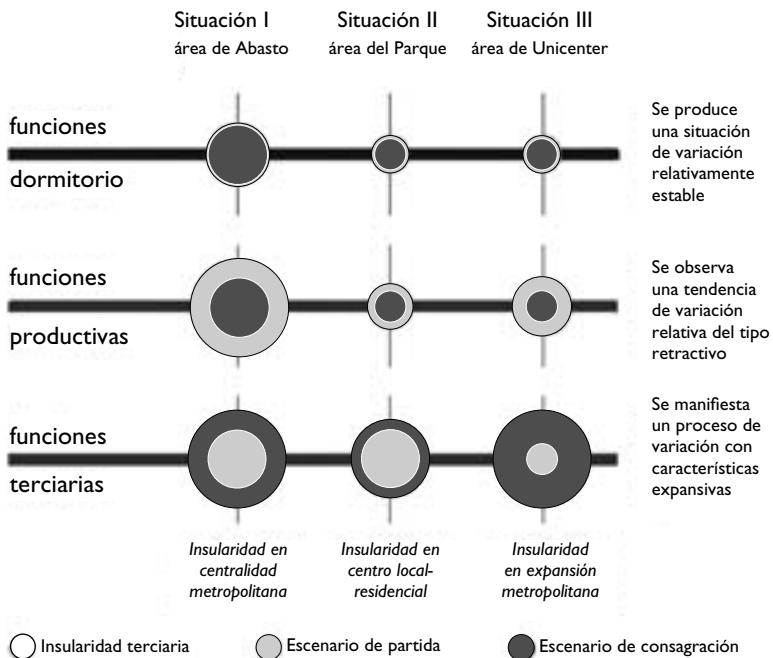 Situación I
área de Abasto
Situación II
área del Parque
Situación III
área de Unicenter
funciones
dormitorio
Se produce
una situación
de variación
relativamente
estable
funciones
productivas
Se observa
una tendencia
de variación
relativa del tipo
retractivo
funciones
terciarias
Se manifiesta
un proceso de
variación con
características
expansivas
Insularidad en
centralidad
metropolitana
Insularidad en
centro local-
residencial
Insularidad
en expansión
metropolitana
Insularidad terciaria
Escenario de partida
Escenario de consagración